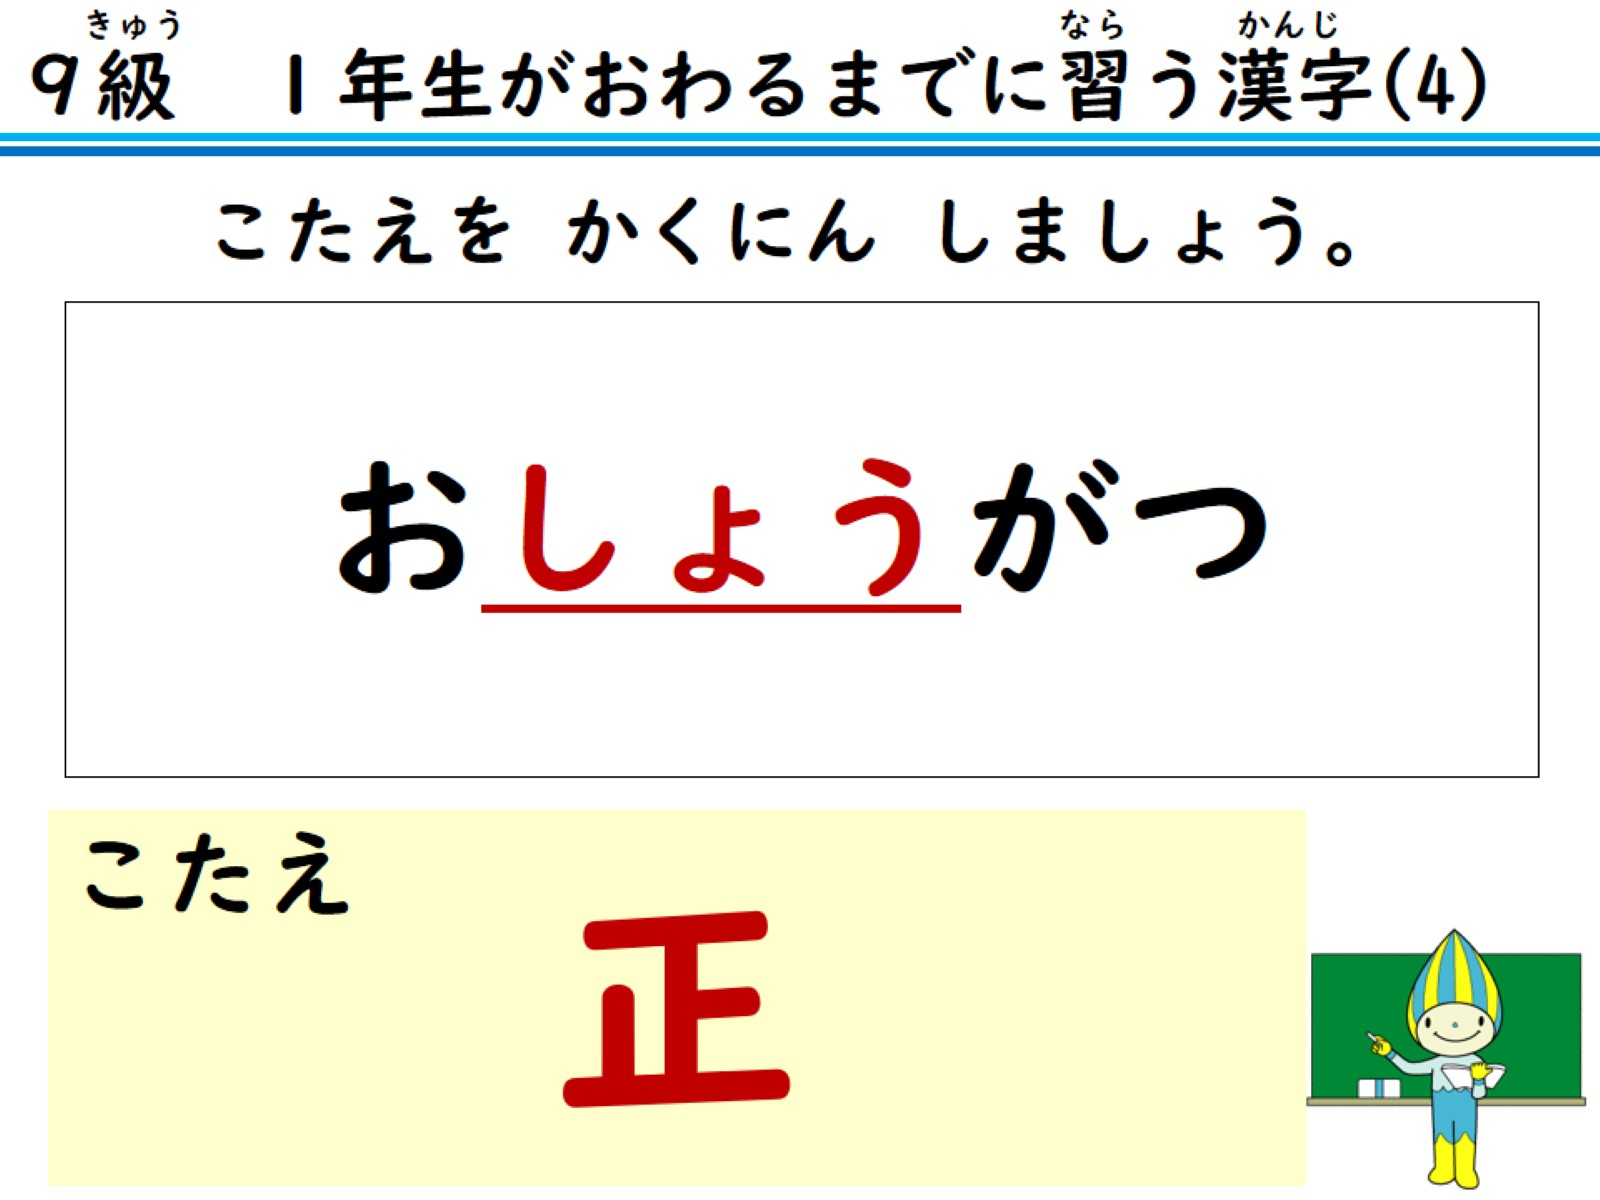 きゅう なら かんじ
9級 1年生がおわるまでに習う漢字(4)
こたえを かくにん しましょう。
おしょうがつ
こたえ
正